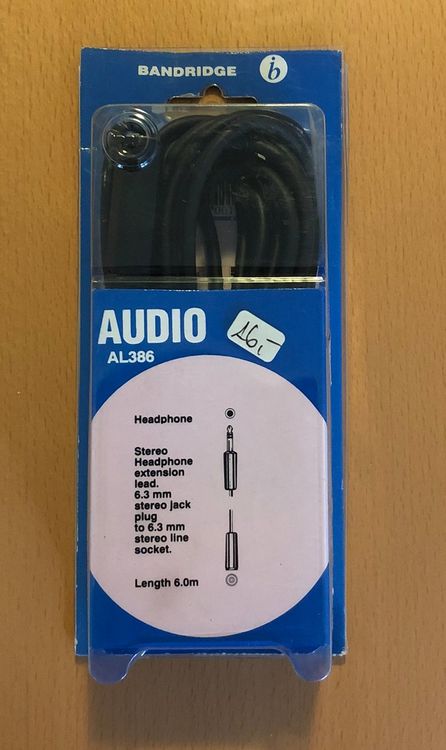 BANDRIDGE b
AUDIO
AL386
16,-
Headphone
Stereo
Headphone
extension
lead.
6.3 mm
stereo jack
plug
to 6.3 mm
stereo line
socket.
Length 6.0m